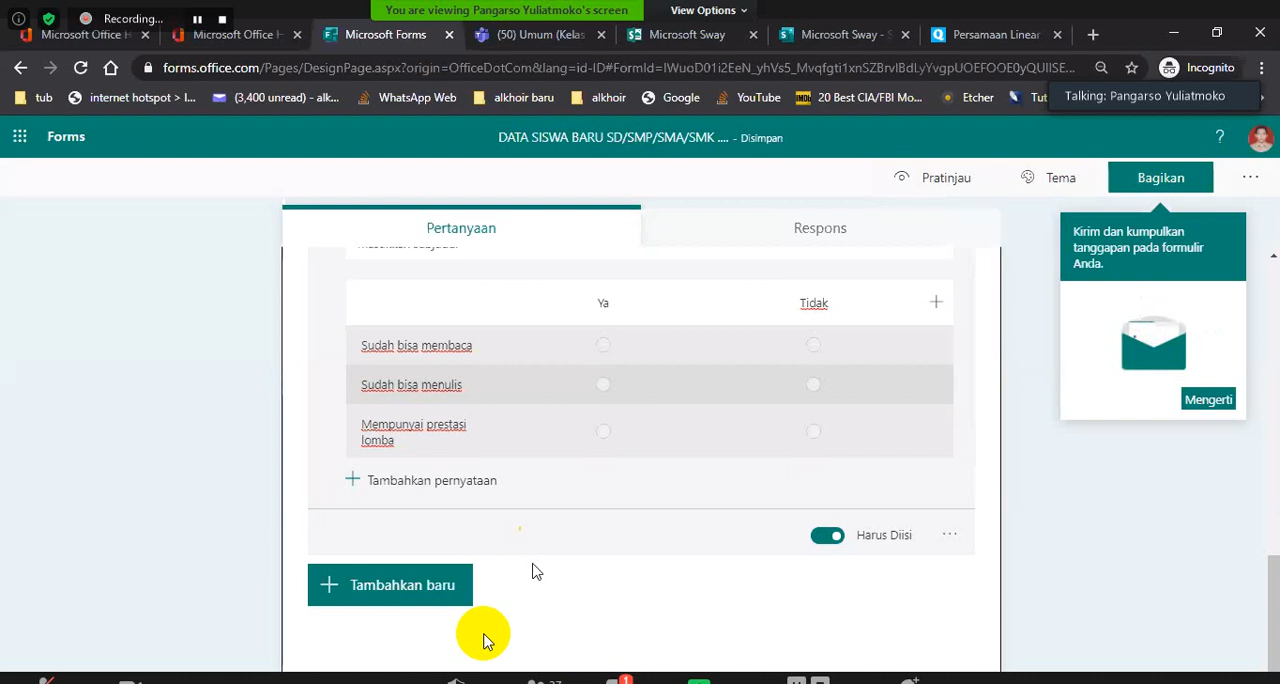 Recording...
You are viewing Pangarso Yuliatmoko's screen
View Options
Microsoft Office H
Microsoft Office H
Microsoft Forms
(50) Umum (Kelas
Microsoft Sway
Microsoft Sway -
Persamaan Linear
forms.office.com/Pages/DesignPage.aspx?origin=OfficeDotCom&lang=id-ID#FormId=
Incognito
tub
internet hotspot > I...
(3,400 unread) - alk...
WhatsApp Web
alkhoir baru
alkhoir
Google
YouTube
20 Best CIA/FBI Mo...
Etcher
Tut
Talking: Pangarso Yuliatmoko
Forms
DATA SISWA BARU SD/SMP/SMA/SMK .... - Disimpan
?
Pratinjau
Tema
Bagikan
Pertanyaan
Respons
Kirim dan kumpulkan
tanggapan pada formulir
Anda.
Mengerti
Ya
Tidak
Sudah bisa membaca
Sudah bisa menulis
Mempunyai prestasi
lomba
Tambahkan pernyataan
Harus Diisi
Tambahkan baru
1